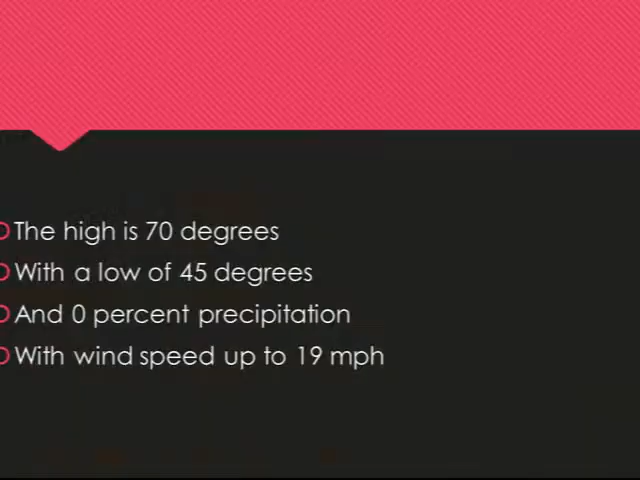 The high is 70 degrees
With a low of 45 degrees
And 0 percent precipitation
With wind speed up to 19 mph